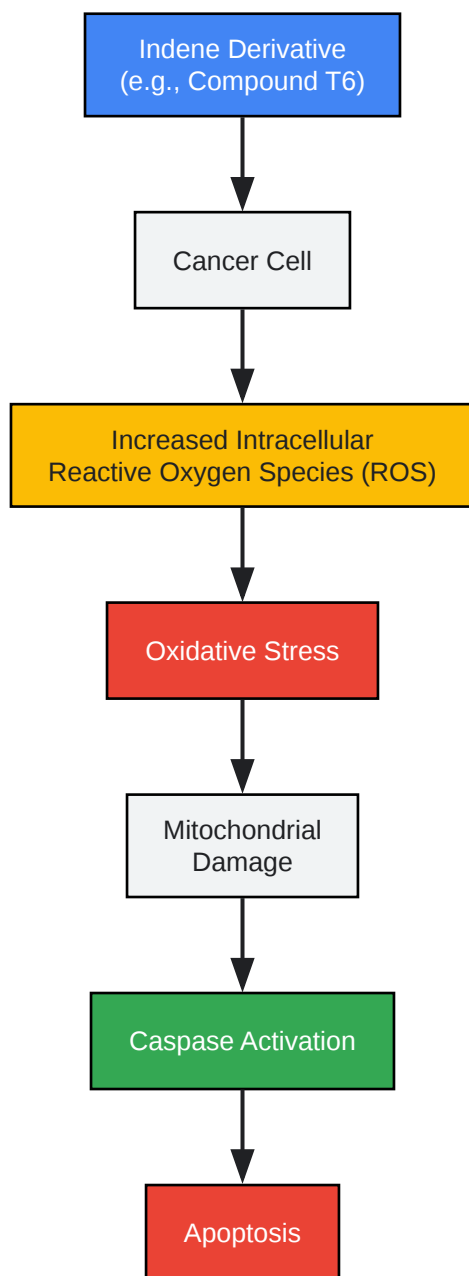 Indene Derivative
(e.g., Compound T6)
Cancer Cell
Increased Intracellular
Reactive Oxygen Species (ROS)
Oxidative Stress
Mitochondrial
Damage
Caspase Activation
Apoptosis